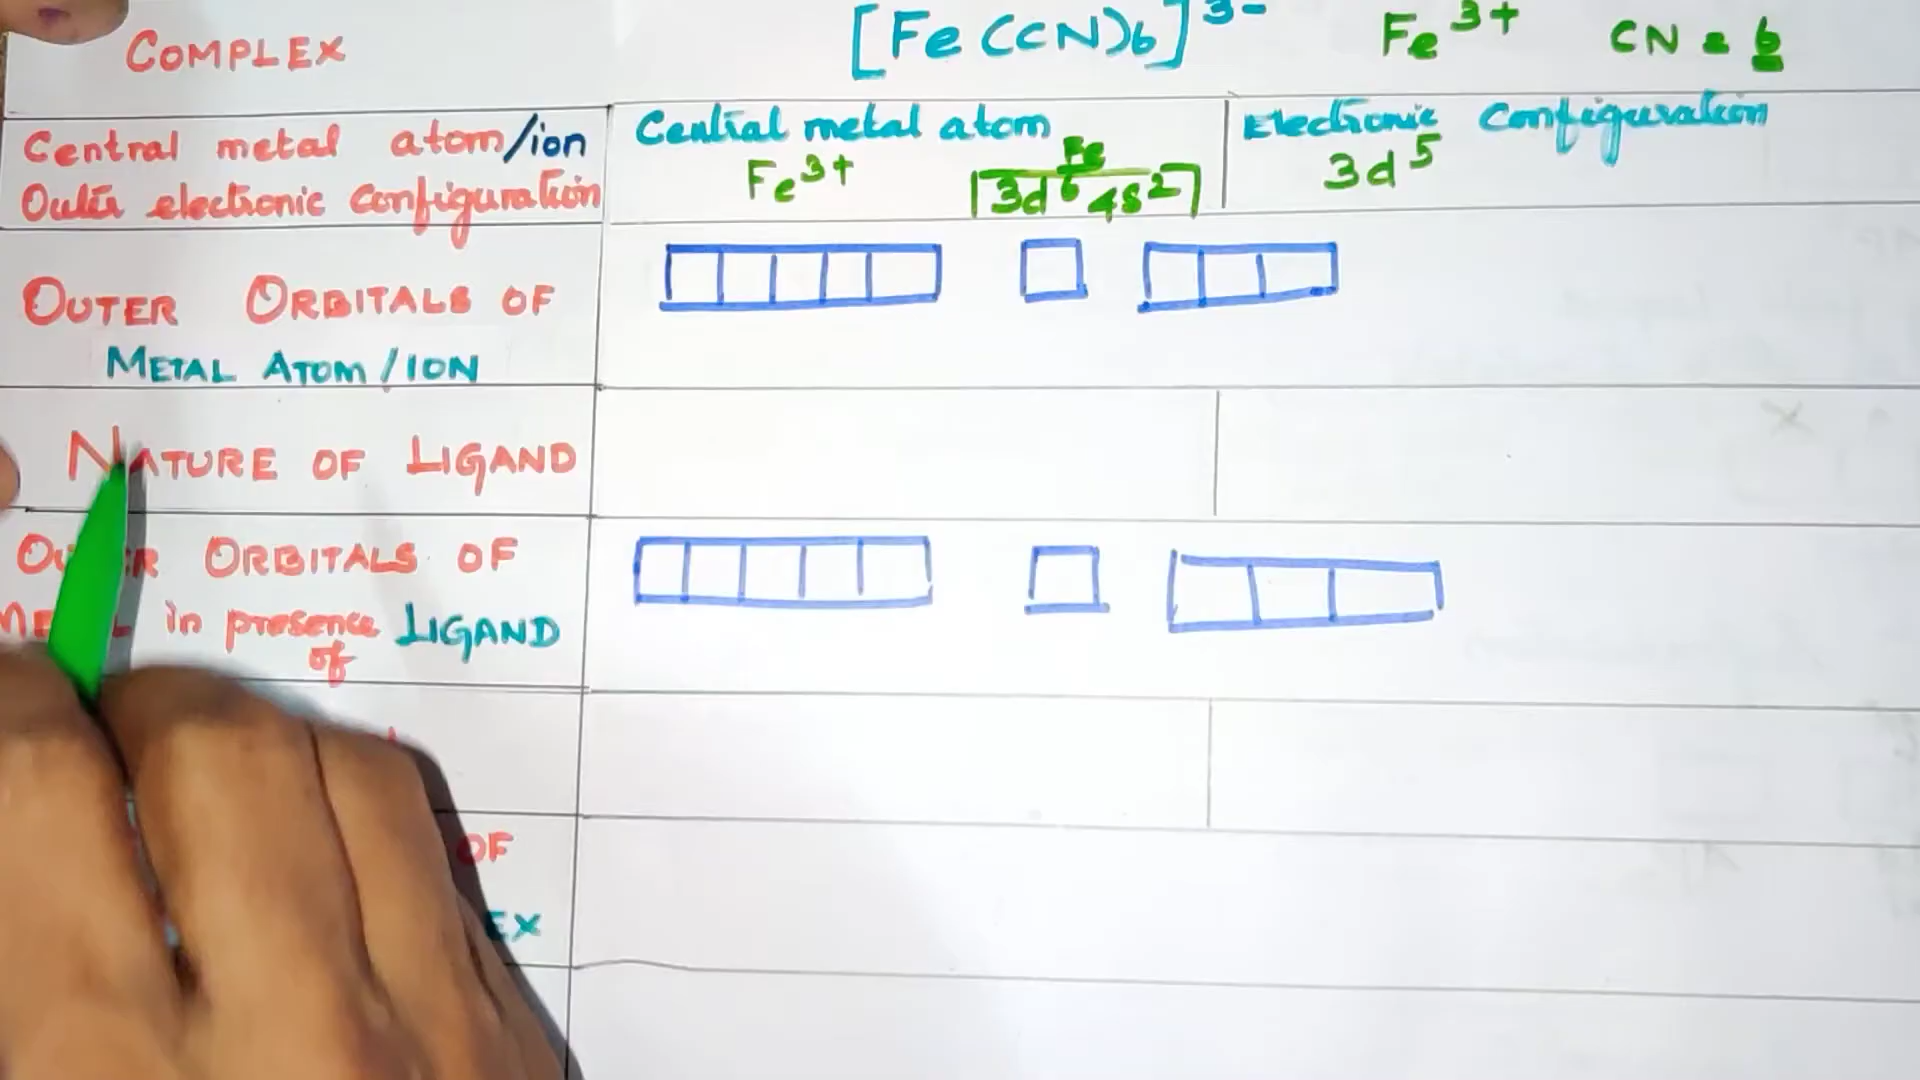 COMPLEX
[Fe(CN)6]3-
Fe3+
CN = 6
Central metal atom/ion
Outer electronic configuration
Central metal atom
Fe3+
Fe
3d6 4s2
Electronic Configuration
3d5
OUTER ORBITALS OF
METAL ATOM/ION
NATURE OF LIGAND
ORBITALS OF
in presence of LIGAND
OF